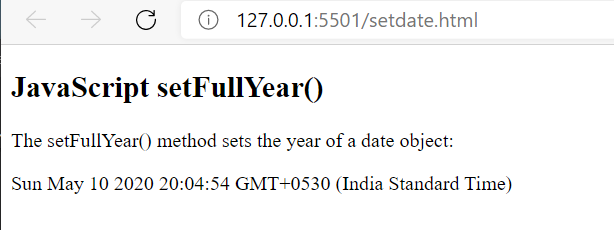 127.0.0.1:5501/setdate.html
JavaScript setFullYear()
The setFullYear() method sets the year of a date object:
Sun May 10 2020 20:04:54 GMT+0530 (India Standard Time)